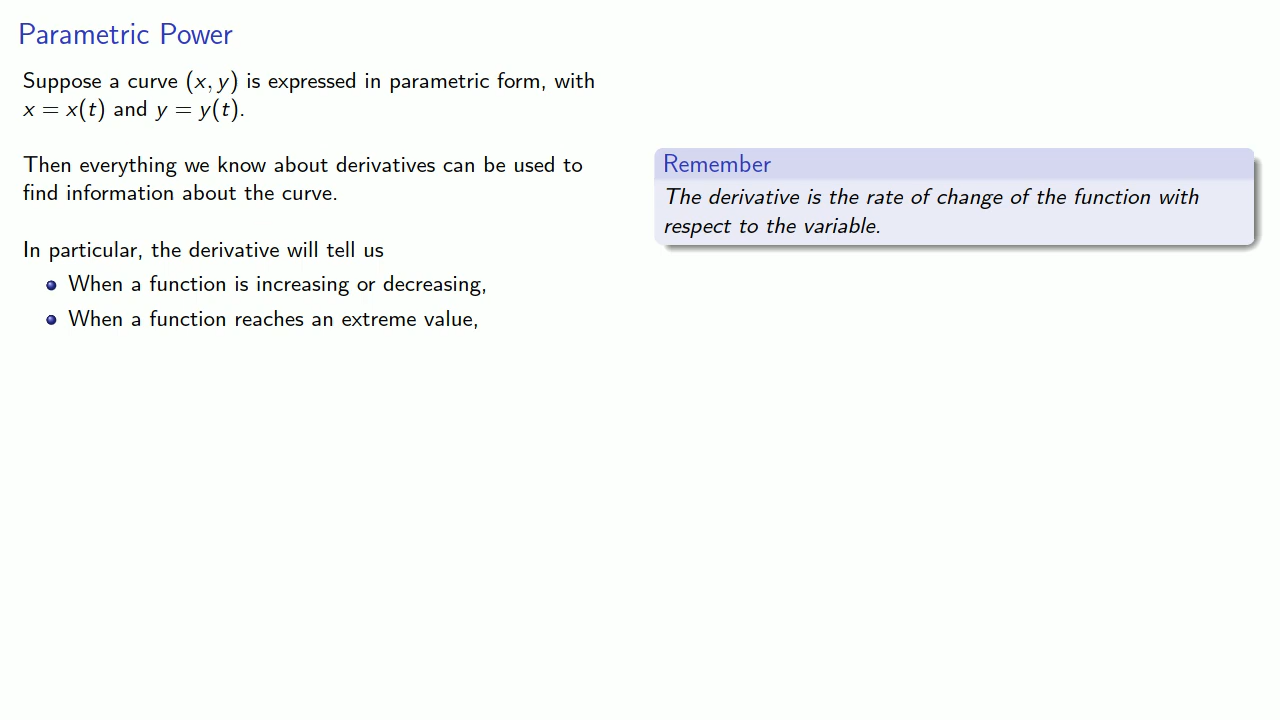 Parametric Power
Suppose a curve (x, y) is expressed in parametric form, with
x = x(t) and y = y(t).
Then everything we know about derivatives can be used to
find information about the curve.
In particular, the derivative will tell us
When a function is increasing or decreasing,
When a function reaches an extreme value,
Remember
The derivative is the rate of change of the function with
respect to the variable.